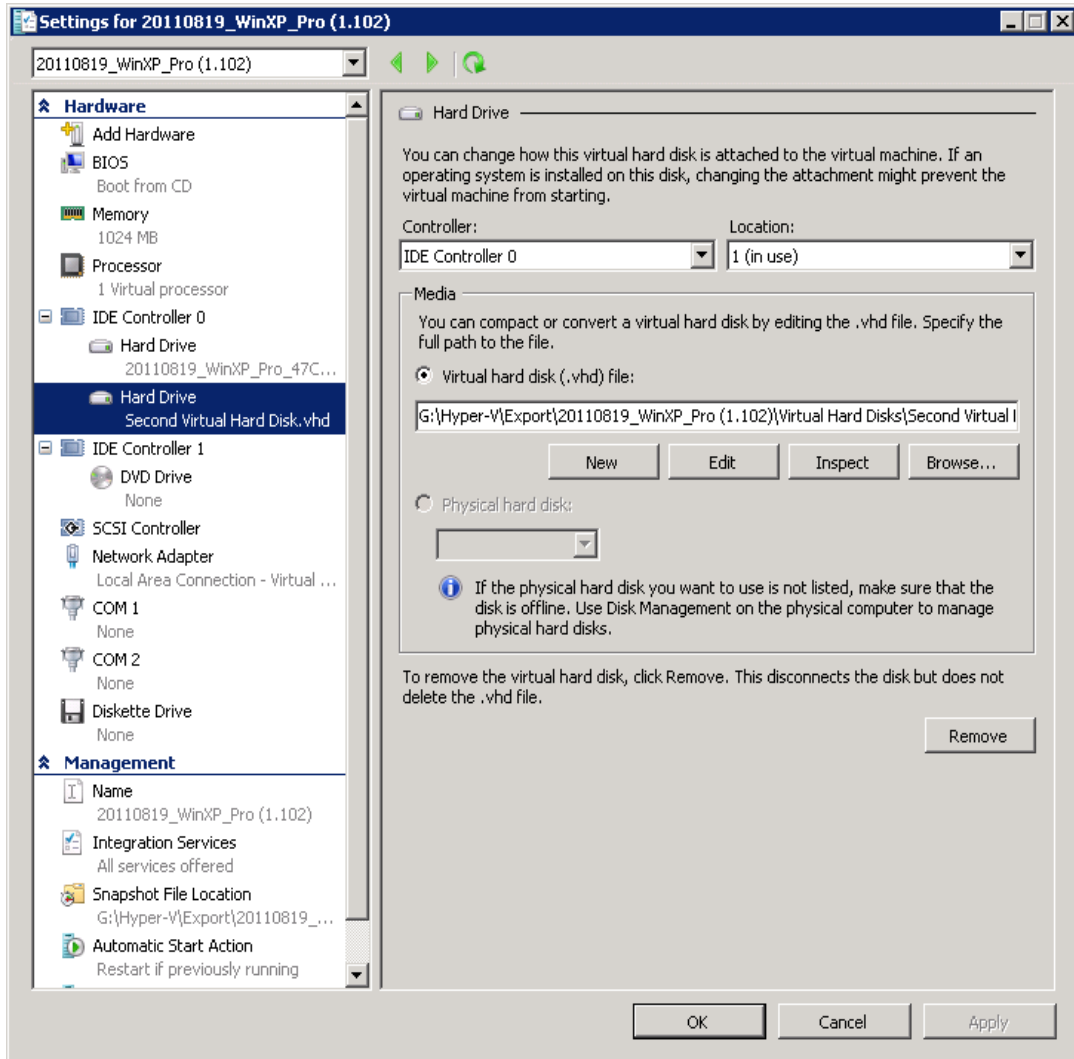 Settings for 20110819_WinXP_Pro (1.102)
20110819_WinXP_Pro (1.102)
Hardware
Add Hardware
BIOS
Boot from CD
Memory
1024 MB
Processor
1 Virtual processor
IDE Controller 0
Hard Drive
20110819_WinXP_Pro_47C...
Hard Drive
Second Virtual Hard Disk.vhd
IDE Controller 1
DVD Drive
None
SCSI Controller
Network Adapter
Local Area Connection - Virtual ...
COM 1
None
COM 2
None
Diskette Drive
None
Management
Name
20110819_WinXP_Pro (1.102)
Integration Services
All services offered
Snapshot File Location
G:\Hyper-V\Export\20110819_...
Automatic Start Action
Restart if previously running
Hard Drive
You can change how this virtual hard disk is attached to the virtual machine. If an
operating system is installed on this disk, changing the attachment might prevent the
virtual machine from starting.
Controller:
Location:
IDE Controller 0
1 (in use)
Media
You can compact or convert a virtual hard disk by editing the .vhd file. Specify the
full path to the file.
Virtual hard disk (.vhd) file:
G:\Hyper-V\Export\20110819_WinXP_Pro (1.102)\Virtual Hard Disks\Second Virtual
New
Edit
Inspect
Browse...
Physical hard disk:
If the physical hard disk you want to use is not listed, make sure that the
disk is offline. Use Disk Management on the physical computer to manage
physical hard disks.
To remove the virtual hard disk, click Remove. This disconnects the disk but does not
delete the .vhd file.
Remove
OK
Cancel
Apply